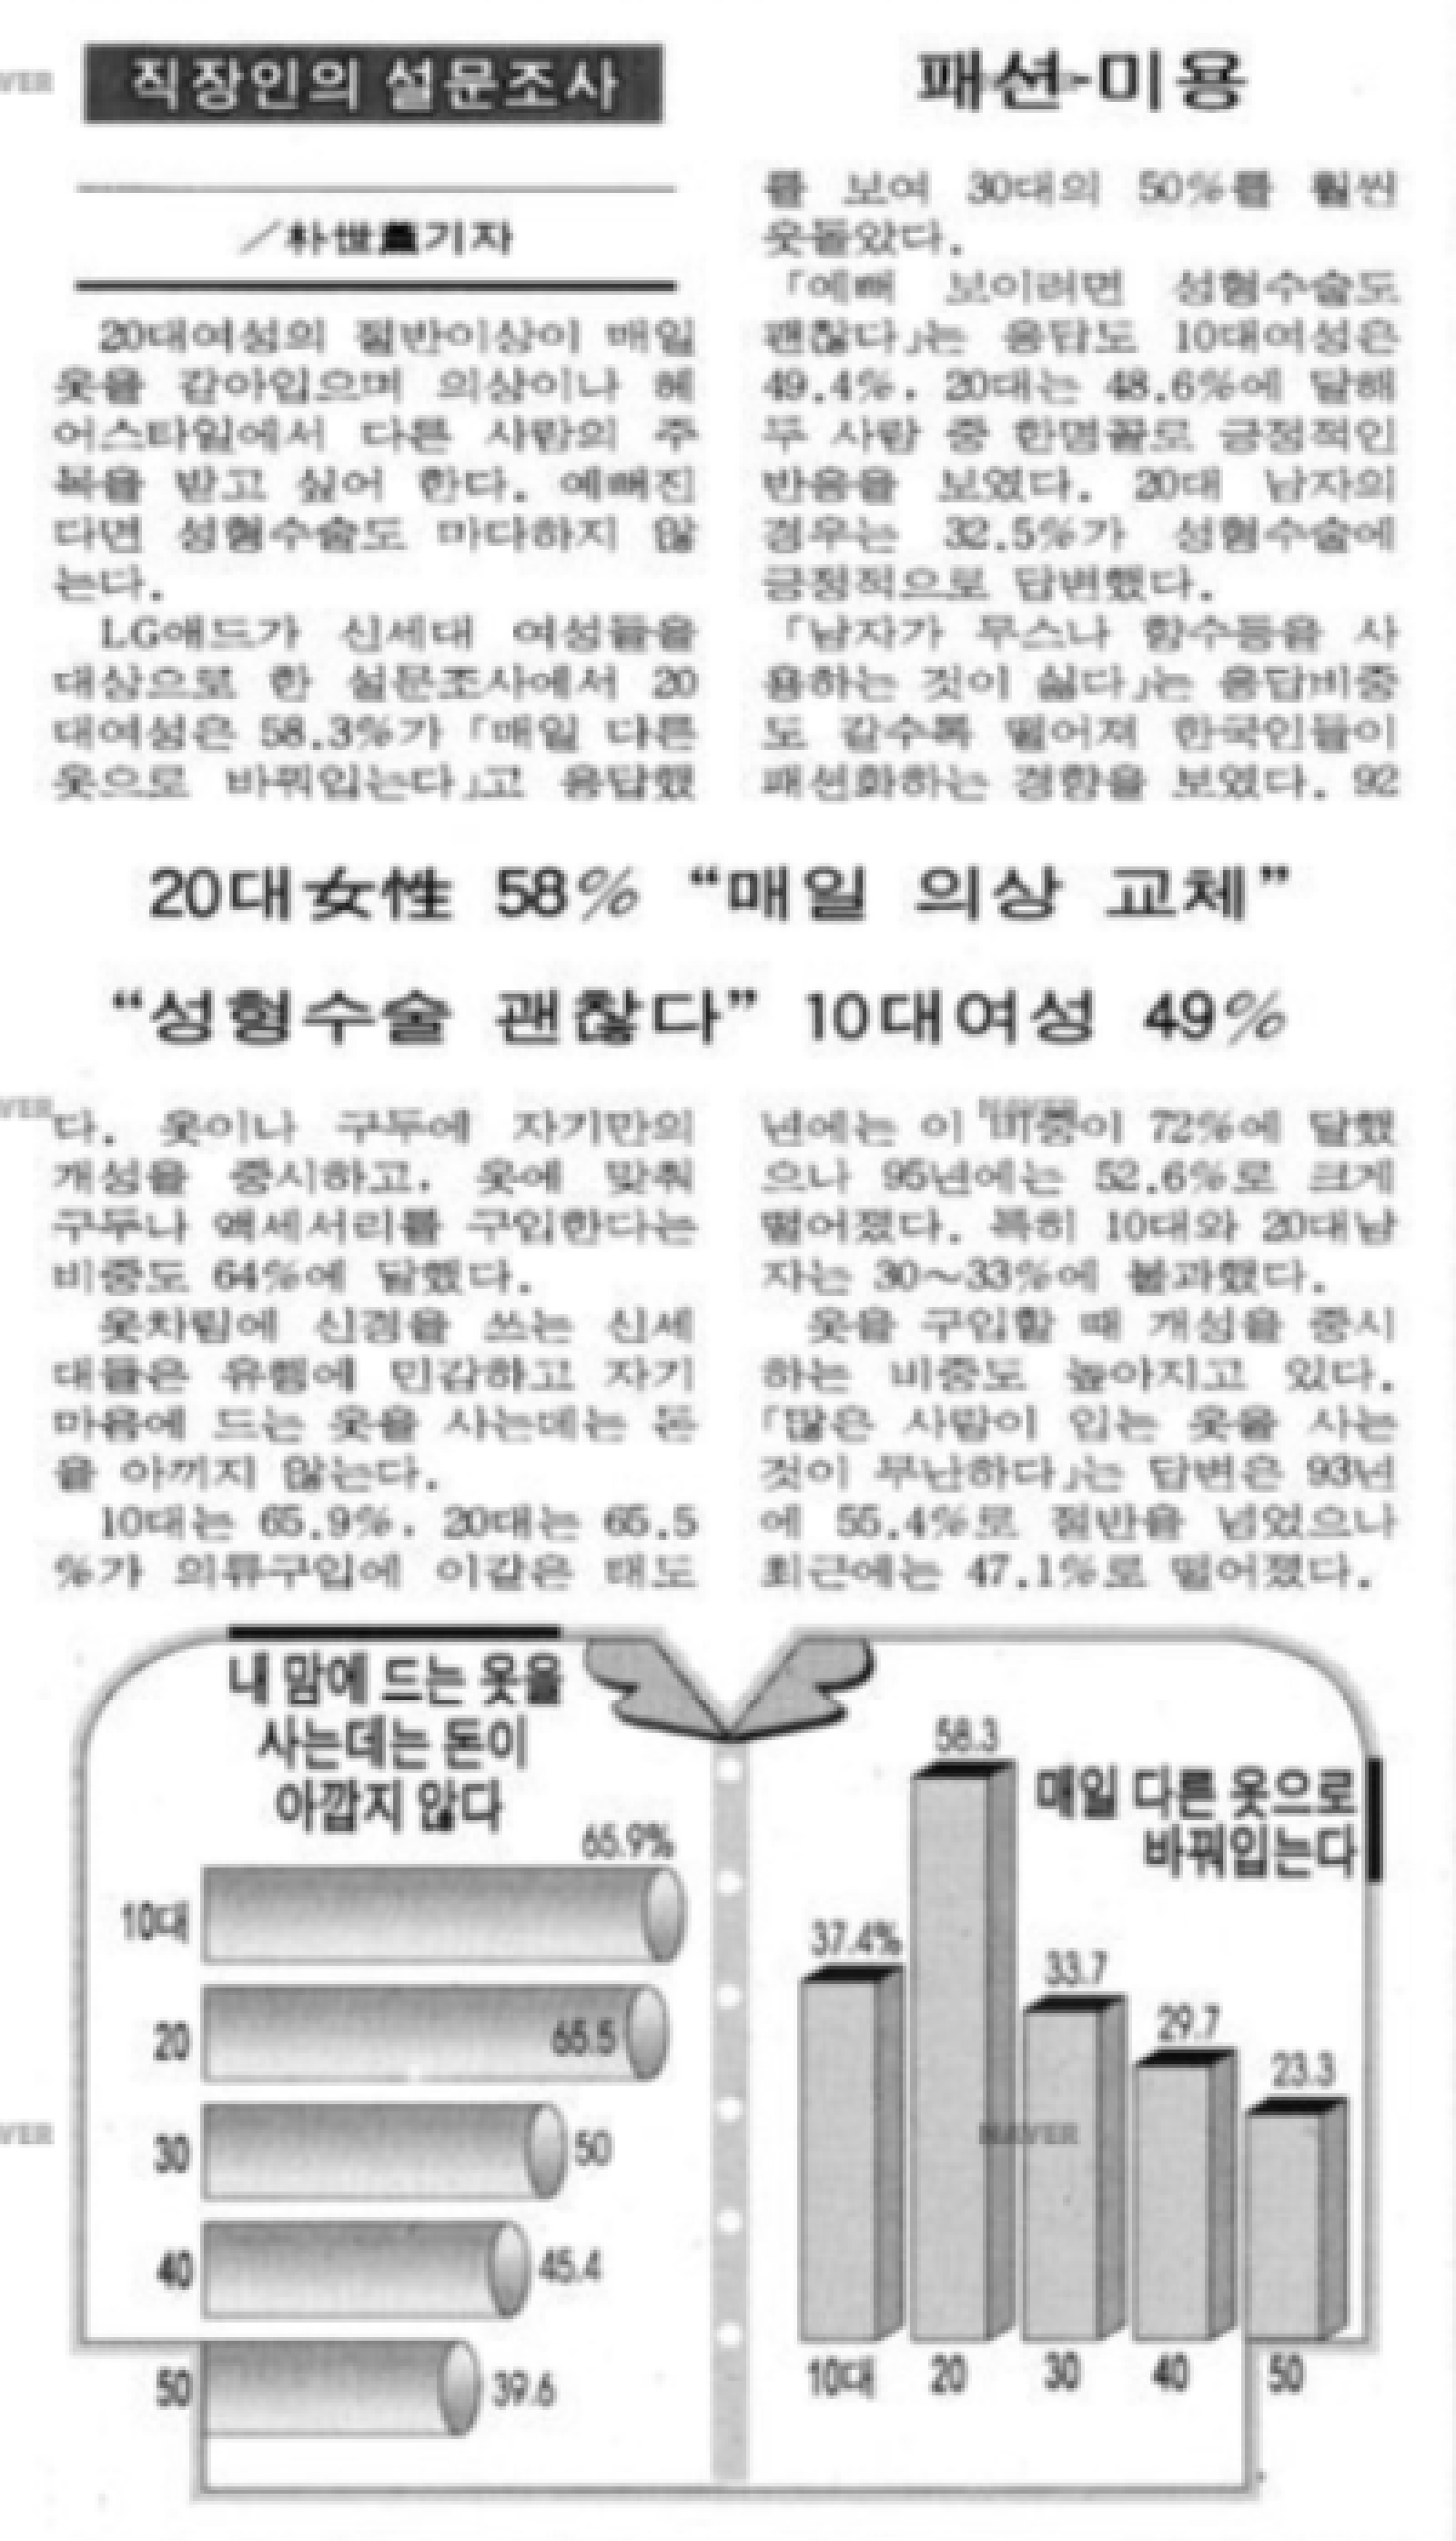 직장인의 설문조사
패션·미용
／朴世薰기자
20대여성의 절반이상이 매일
옷을 갈아입으며 의상이나 헤
어스타일에서 다른 사람의 주
목을 받고 싶어 한다. 예뻐진
다면 성형수술도 마다하지 않
는다.
LG애드가 신세대 여성들을
대상으로 한 설문조사에서 20
대여성은 58.3%가 「매일 다른
옷으로 바꿔입는다」고 응답했
20대女性 58% “매일 의상 교체”
“성형수술 괜찮다” 10대여성 49%
다. 옷이나 구두에 자기만의
개성을 중시하고, 옷에 맞춰
구두나 액세서리를 구입한다는
비중도 64%에 달했다.
옷차림에 신경을 쓰는 신세
대들은 유행에 민감하고 자기
마음에 드는 옷을 사는데는 돈
을 아끼지 않는다.
10대는 65.9%, 20대는 65.5
%가 의류구입에 이같은 태도
를 보여 30대의 50%를 훨씬
웃돌았다.
「예뻐 보이려면 성형수술도
괜찮다」는 응답도 10대여성은
49.4%, 20대는 48.6%에 달해
두 사람 중 한명꼴로 긍정적인
반응을 보였다. 20대 남자의
경우는 32.5%가 성형수술에
긍정적으로 답변했다.
「남자가 무스나 향수등을 사
용하는 것이 싫다」는 응답비중
도 갈수록 떨어져 한국인들이
패션화하는 경향을 보였다. 92
년에는 이 비중이 72%에 달했
으나 95년에는 52.6%로 크게
떨어졌다. 특히 10대와 20대남
자는 30∼33%에 불과했다.
옷을 구입할 때 개성을 중시
하는 비중도 높아지고 있다.
「많은 사람이 입는 옷을 사는
것이 무난하다」는 답변은 93년
에 55.4%로 절반을 넘었으나
최근에는 47.1%로 떨어졌다.
내 맘에 드는 옷을
사는데는 돈이
아깝지 않다
65.9%
10대
20 65.5
30 50
40 45.4
50 39.6
매일 다른 옷으로
바꿔입는다
37.4% 58.3 33.7 29.7 23.3
10대 20 30 40 50
NAVER